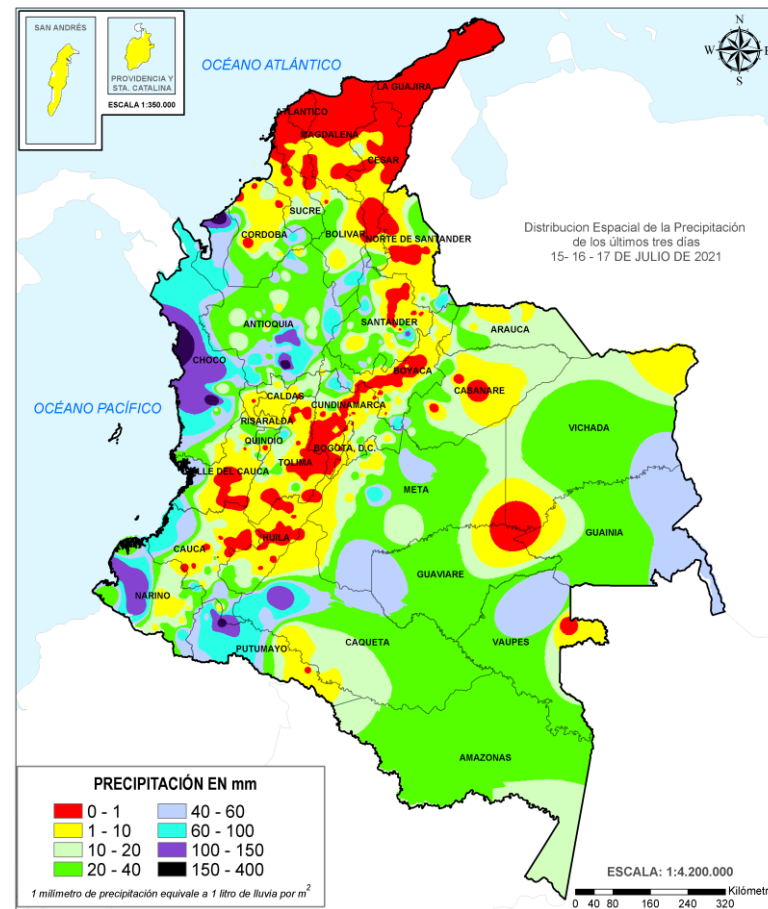 SAN ANDRÉS
PROVIDENCIA Y
STA. CATALINA
ESCALA 1:350.000
OCÉANO ATLÁNTICO
N
W
E
S
LA GUAJIRA
ATLANTICO
MAGDALENA
CESAR
SUCRE
CORDOBA
BOLIVAR
NORTE DE SANTANDER
Distribucion Espacial de la Precipitación
de los últimos tres días
15- 16 - 17 DE JULIO DE 2021
ANTIOQUIA
SANTANDER
ARAUCA
CHOCO
BOYACA
CASANARE
OCÉANO PACÍFICO
CALDAS
CUNDINAMARCA
RISARALDA
VICHADA
QUINDIO
BOGOTA, D.C.
TOLIMA
VALLE DEL CAUCA
META
GUAINIA
HUILA
CAUCA
GUAVIARE
NARINO
CAQUETA
VAUPES
PUTUMAYO
AMAZONAS
PRECIPITACIÓN EN mm
0 - 1
40 - 60
1 - 10
60 - 100
10 - 20
100 - 150
20 - 40
150 - 400
1 milímetro de precipitación equivale a 1 litro de lluvia por m2
ESCALA: 1:4.200.000
Kilómetr
0 40 80 160 240 320